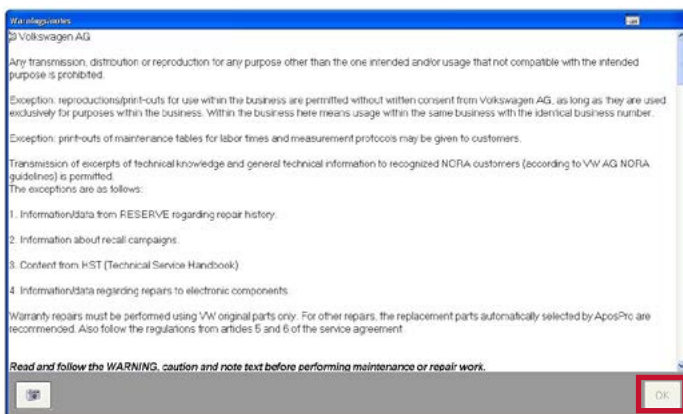 Warnings/notes
© Volkswagen AG
Any transmission, distribution or reproduction for any purpose other than the one intended and/or usage that not compatible with the intended
purpose is prohibited.
Exception: reproductions/print-outs for use within the business are permitted without written consent from Volkswagen AG, as long as they are used
exclusively for purposes within the business. Within the business here means usage within the same business with the identical business number.
Exception: print-outs of maintenance tables for labor times and measurement protocols may be given to customers.
Transmission of excerpts of technical knowledge and general technical information to recognized NORA customers (according to VW AG NORA
guidelines) is permitted.
The exceptions are as follows:
1. Information/data from RESERVE regarding repair history.
2. Information about recall campaigns.
3. Content from HST (Technical Service Handbook)
4. Information/data regarding repairs to electronic components.
Warranty repairs must be performed using VW original parts only. For other repairs, the replacement parts automatically selected by AposPro are
recommended. Also follow the regulations from articles 5 and 6 of the service agreement
Read and follow the WARNING, caution and note text before performing maintenance or repair work.
OK